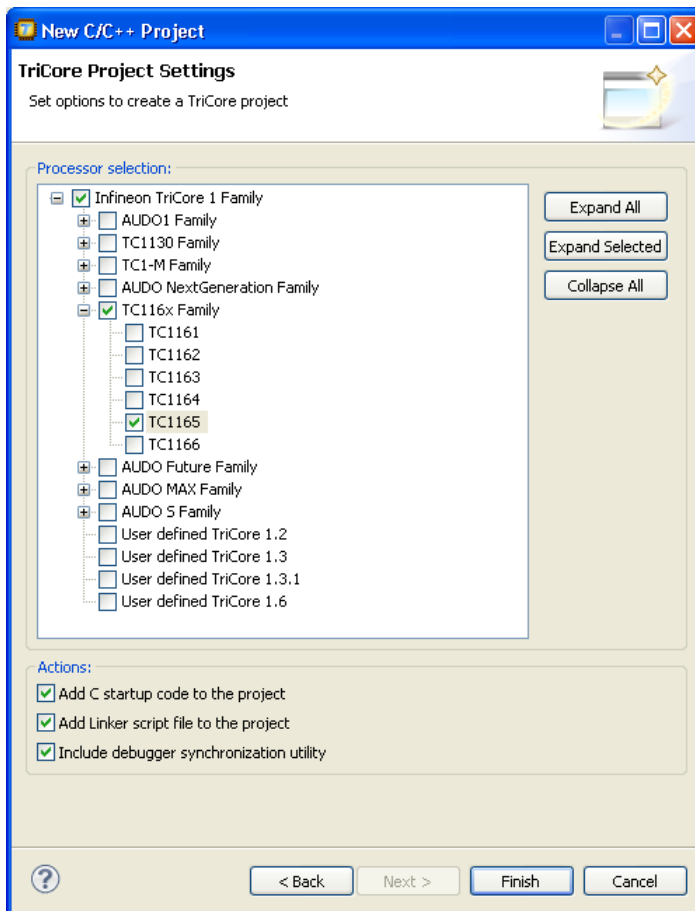 New C/C++ Project
TriCore Project Settings
Set options to create a TriCore project
Processor selection:
Infineon TriCore 1 Family
AUDO1 Family
TC1130 Family
TC1-M Family
AUDO NextGeneration Family
TC116x Family
TC1161
TC1162
TC1163
TC1164
TC1165
TC1166
AUDO Future Family
AUDO MAX Family
AUDO S Family
User defined TriCore 1.2
User defined TriCore 1.3
User defined TriCore 1.3.1
User defined TriCore 1.6
Expand All
Expand Selected
Collapse All
Actions:
Add C startup code to the project
Add Linker script file to the project
Include debugger synchronization utility
< Back
Next >
Finish
Cancel